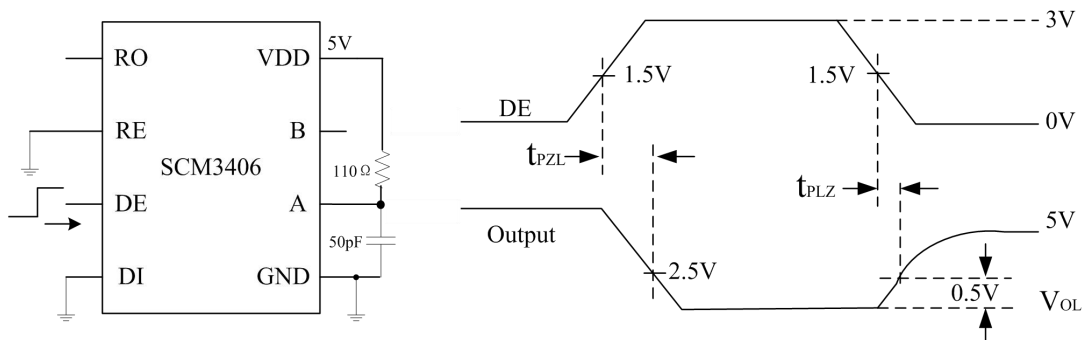 RO
VDD
5V
RE
B
SCM3406
110Ω
DE
A
50pF
DI
GND
3V
1.5V
1.5V
DE
0V
tPZL
tPLZ
5V
Output
2.5V
0.5V
VOL